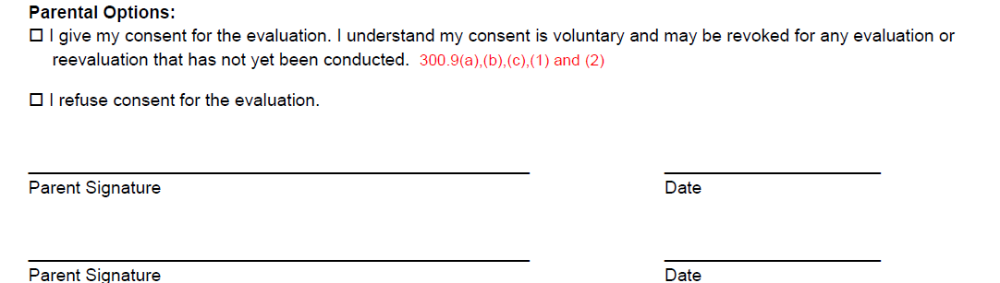 Parental Options:
☐ I give my consent for the evaluation. I understand my consent is voluntary and may be revoked for any evaluation or
reevaluation that has not yet been conducted. 300.9(a),(b),(c),(1) and (2)
☐ I refuse consent for the evaluation.
Parent Signature Date
Parent Signature Date